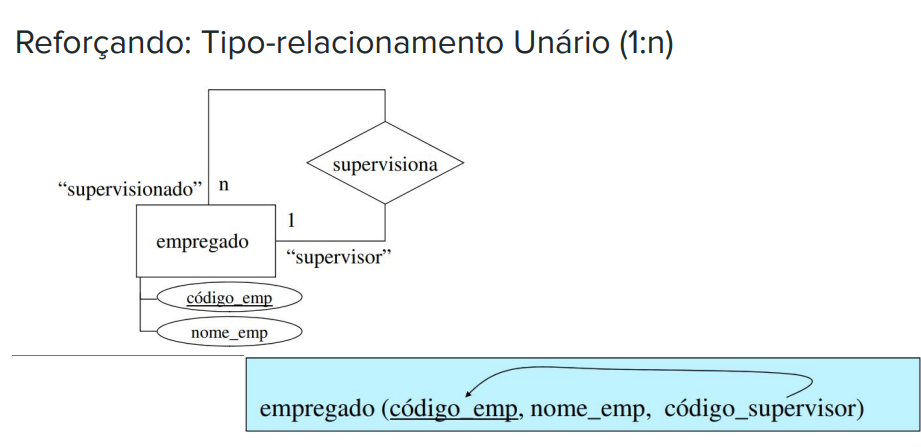 Reforçando: Tipo-relacionamento Unário (1:n)
supervisiona
“supervisionado” n
1
empregado
“supervisor”
código_emp
nome_emp
empregado (código_emp, nome_emp, código_supervisor)